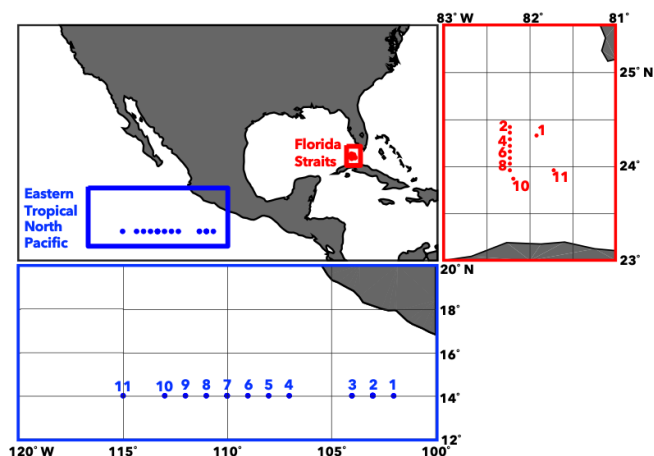 83° W 82° 81°
25° N
2
1
4
6
24°
8
11
10
23°
Florida
Straits
Eastern
Tropical
North
Pacific
20° N
18°
16°
14°
12°
11 10 9 8 7 6 5 4 3 2 1
120° W 115° 110° 105° 100°